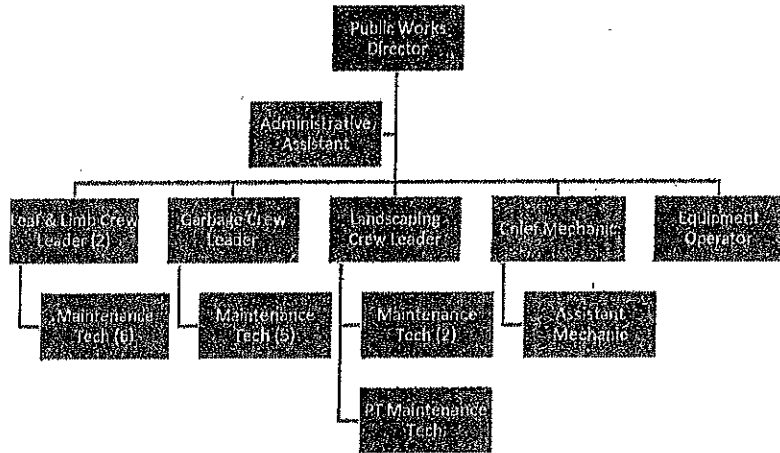 Public Works
Director
Administrative
Assistant
Leaf & Limb Crew
Leader (2)
Garbage Crew
Leader
Landscaping
Crew Leader
Chief Mechanic
Equipment
Operator
Maintenance
Tech (6)
Maintenance
Tech (5)
Maintenance
Tech (2)
Assistant
Mechanic
PT Maintenance
Tech